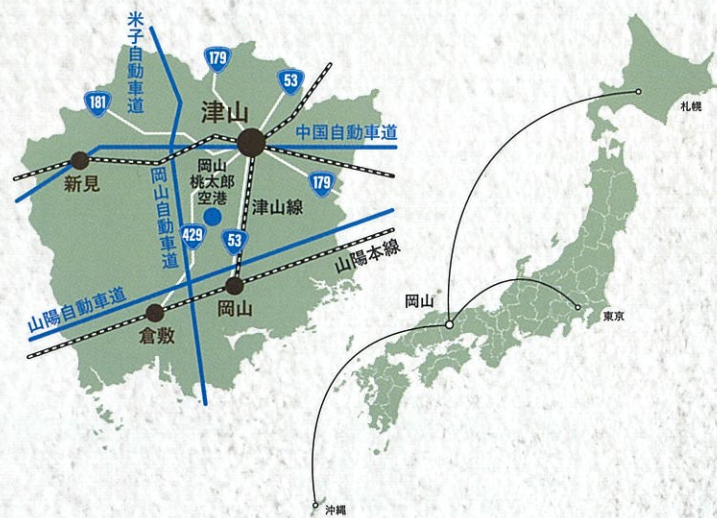 米子自動車道
179
53
181
津山
中国自動車道
新見
岡山
桃太郎
空港
岡山自動車道
津山線
179
429
53
山陽自動車道
山陽本線
岡山
倉敷
札幌
岡山
東京
沖縄